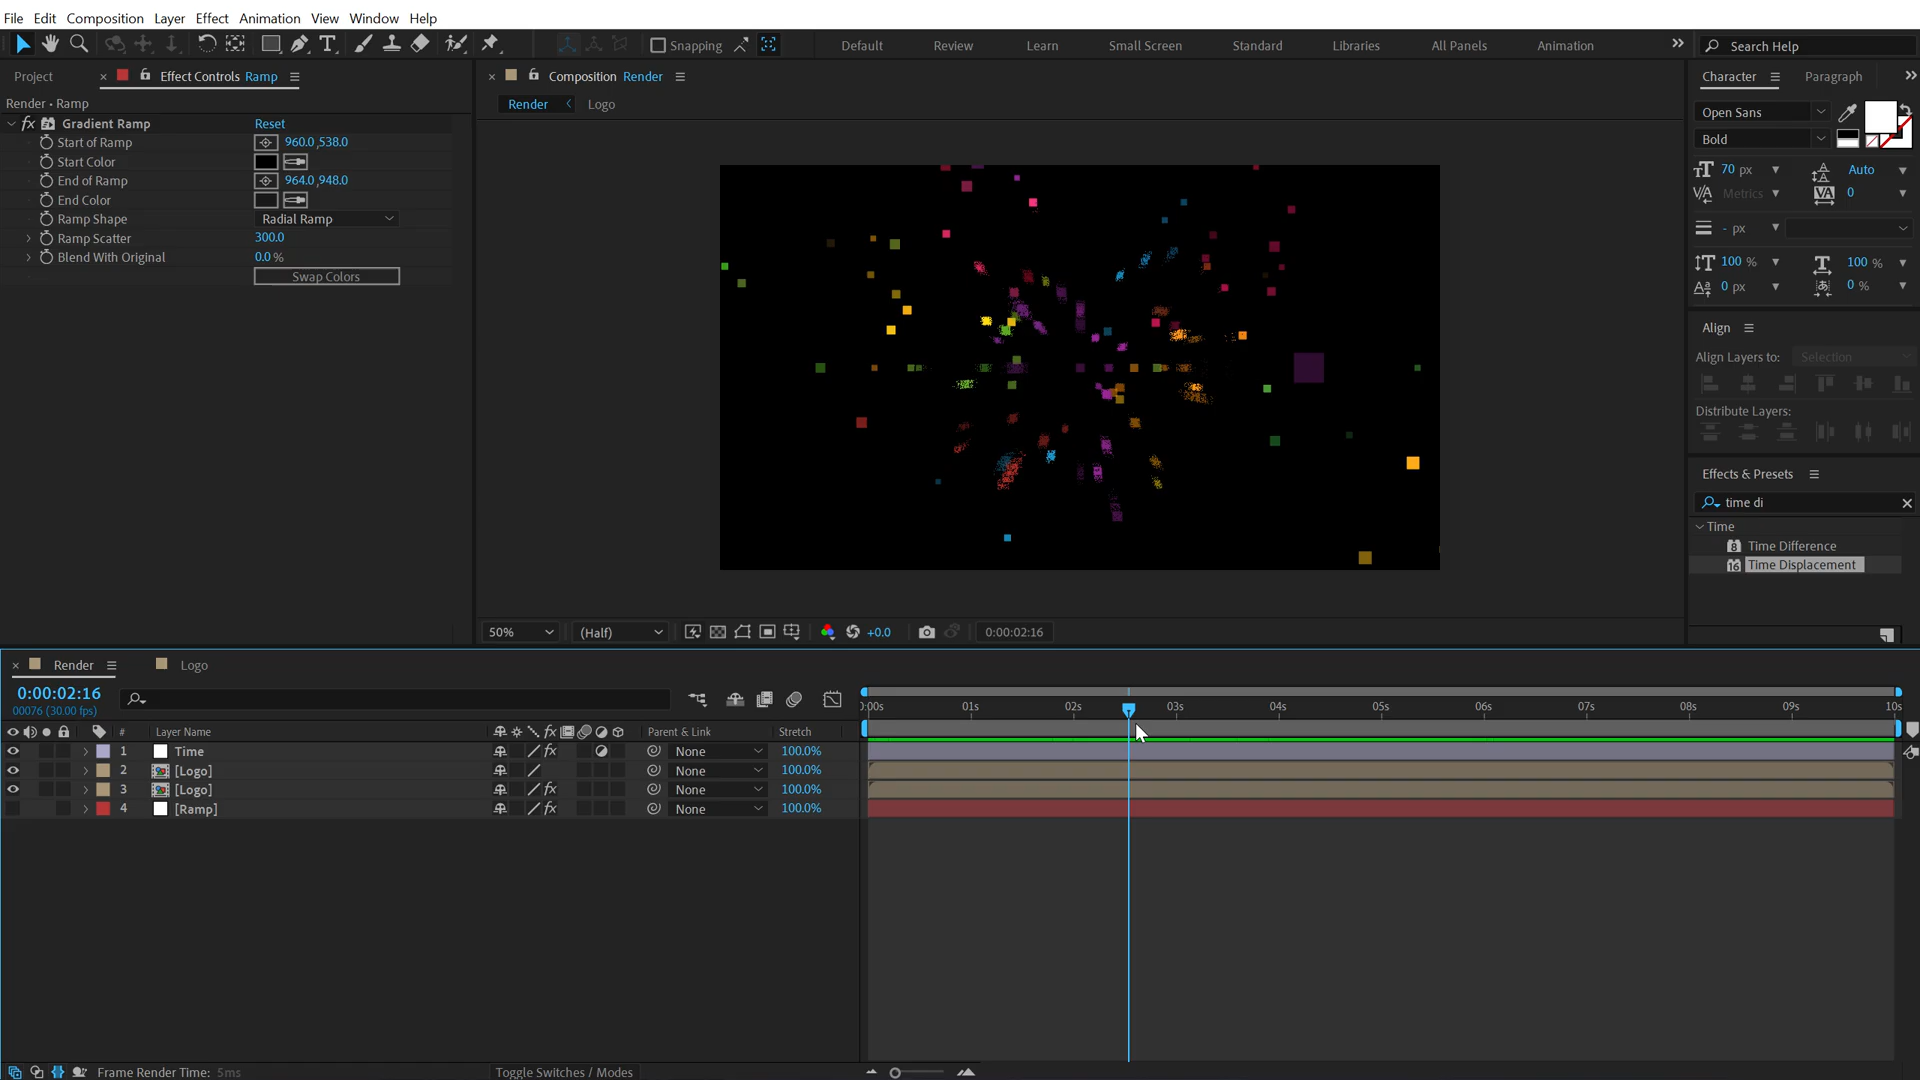 File Edit Composition Layer Effect Animation View Window Help
Snapping Default Review Learn Small Screen Standard Libraries All Panels Animation Search Help
Project Effect Controls Ramp Composition Render Character Paragraph
Render • Ramp
Render Logo
fx Gradient Ramp Reset
Start of Ramp 960.0,538.0
Start Color
End of Ramp 964.0,948.0
End Color
Ramp Shape Radial Ramp
Ramp Scatter 300.0
Blend With Original 0.0 %
Swap Colors
Open Sans
Bold
70 px Auto
Metrics 0
- px
100 % 100 %
0 px 0 %
Align
Align Layers to: Selection
Distribute Layers:
Effects & Presets
time di
Time
8 Time Difference
16 Time Displacement
50% (Half) +0.0 0:00:02:16
Render Logo
0:00:02:16
00076 (30.00 fps)
0:00s 01s 02s 03s 04s 05s 06s 07s 08s 09s 10s
# Layer Name Parent & Link Stretch
1 Time fx None 100.0%
2 [Logo] None 100.0%
3 [Logo] fx None 100.0%
4 [Ramp] fx None 100.0%
Frame Render Time: 5ms Toggle Switches / Modes